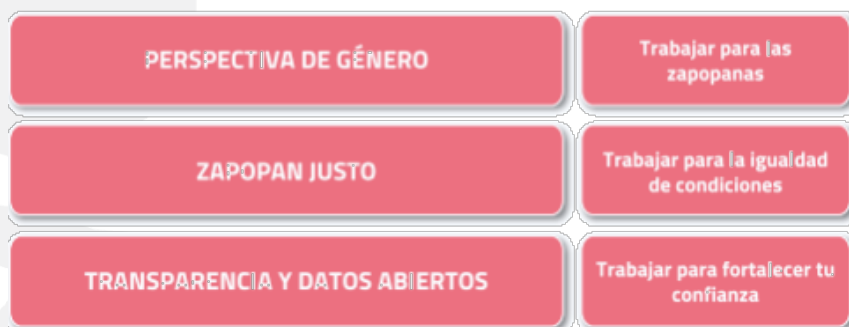 PERSPECTIVA DE GÉNERO
Trabajar para las
zapopanas
ZAPOPAN JUSTO
Trabajar para la igualdad
de condiciones
TRANSPARENCIA Y DATOS ABIERTOS
Trabajar para fortalecer tu
confianza